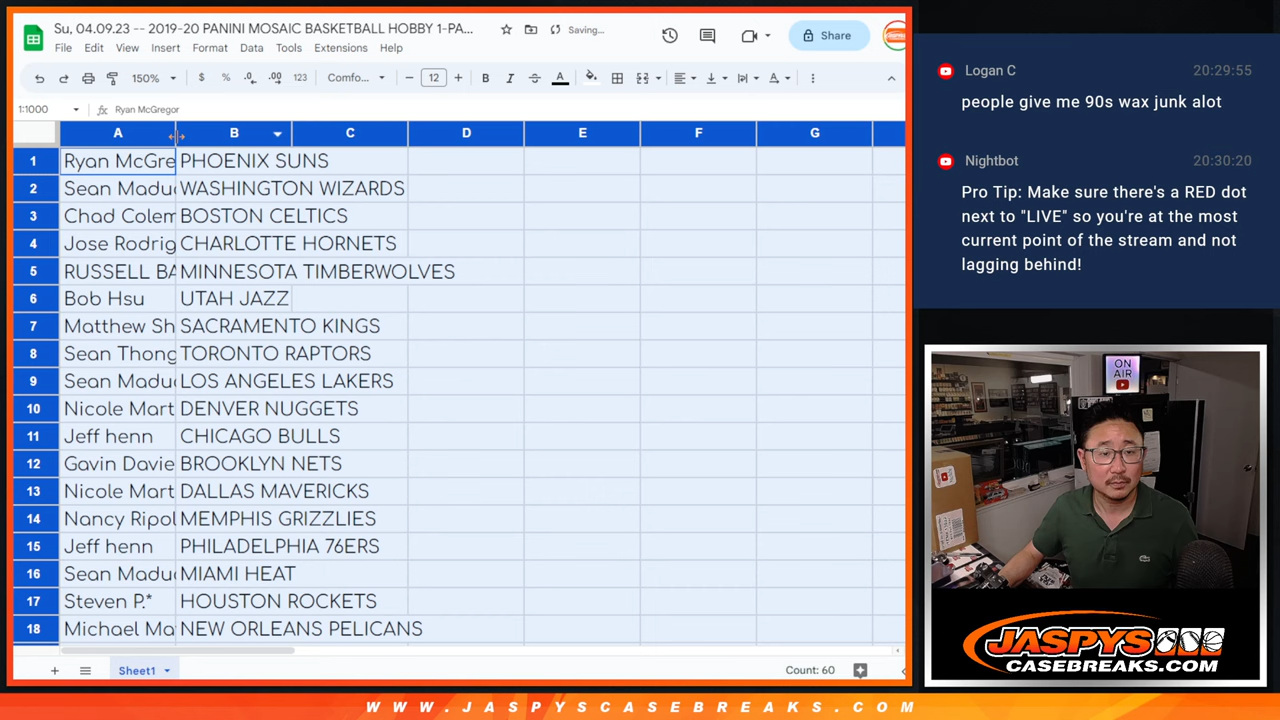 Su, 04.09.23 -- 2019-20 PANINI MOSAIC BASKETBALL HOBBY 1-PA...
Saving...
File Edit View Insert Format Data Tools Extensions Help
Share
150% $ % .0 .00 123 Comfo... − 12 + B I S A
1:1000 fx Ryan McGregor
A B C D E F G
1 Ryan McGre PHOENIX SUNS
2 Sean Maduc WASHINGTON WIZARDS
3 Chad Colem BOSTON CELTICS
4 Jose Rodrig CHARLOTTE HORNETS
5 RUSSELL BA MINNESOTA TIMBERWOLVES
6 Bob Hsu UTAH JAZZ
7 Matthew Sh SACRAMENTO KINGS
8 Sean Thong TORONTO RAPTORS
9 Sean Maduc LOS ANGELES LAKERS
10 Nicole Mart DENVER NUGGETS
11 Jeff henn CHICAGO BULLS
12 Gavin Davie BROOKLYN NETS
13 Nicole Mart DALLAS MAVERICKS
14 Nancy Ripol MEMPHIS GRIZZLIES
15 Jeff henn PHILADELPHIA 76ERS
16 Sean Maduc MIAMI HEAT
17 Steven P.* HOUSTON ROCKETS
18 Michael Ma NEW ORLEANS PELICANS
+ Sheet1 Count: 60
Logan C 20:29:55
people give me 90s wax junk alot
Nightbot 20:30:20
Pro Tip: Make sure there's a RED dot
next to "LIVE" so you're at the most
current point of the stream and not
lagging behind!
ON
AIR
JASPYS
CASEBREAKS.COM
WWW.JASPYSCASEBREAKS.COM